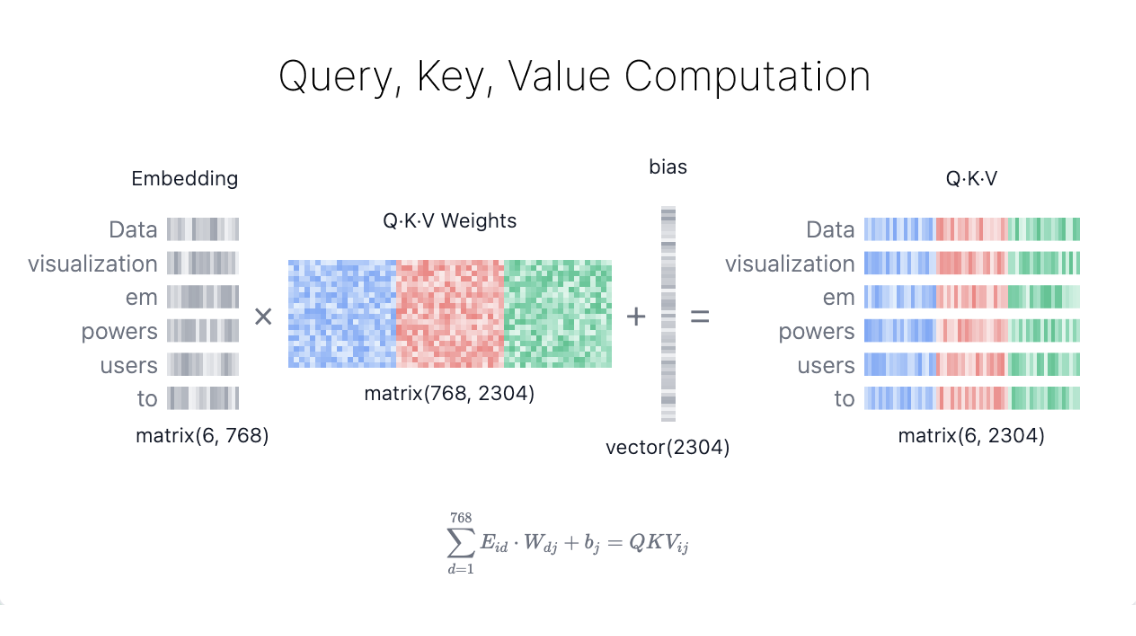 Query, Key, Value Computation
Embedding
Data
visualization
em
powers
users
to
matrix(6, 768)
×
Q·K·V Weights
matrix(768, 2304)
+
bias
vector(2304)
=
Q·K·V
Data
visualization
em
powers
users
to
matrix(6, 2304)
∑_{d=1}^{768} E_{id} · W_{dj} + b_j = QKV_{ij}